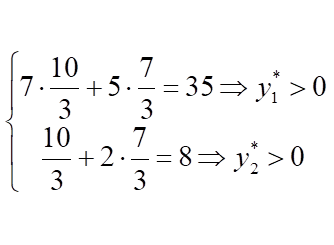 7 · 10/3 + 5 · 7/3 = 35 ⇒ y₁* > 0
10/3 + 2 · 7/3 = 8 ⇒ y₂* > 0